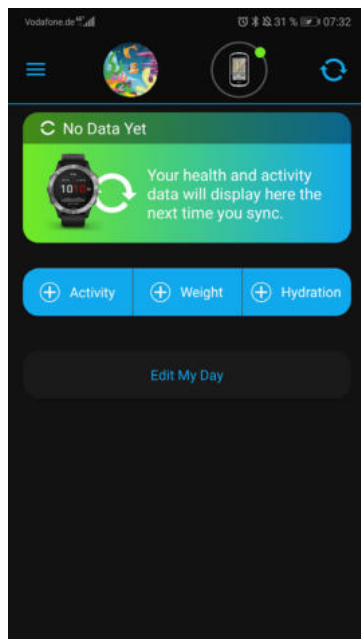 Vodafone.de 31 % 07:32
No Data Yet
Your health and activity
data will display here the
next time you sync.
Activity Weight Hydration
Edit My Day